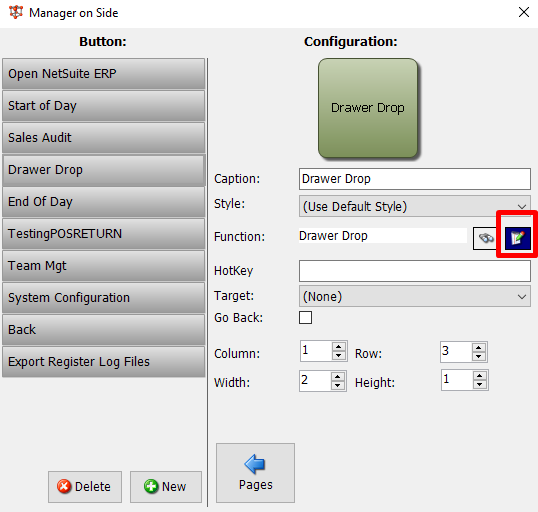 Manager on Side
Button:
Open NetSuite ERP
Start of Day
Sales Audit
Drawer Drop
End Of Day
TestingPOSRETURN
Team Mgt
System Configuration
Back
Export Register Log Files
Delete
New
Configuration:
Drawer Drop
Caption: Drawer Drop
Style: (Use Default Style)
Function: Drawer Drop
HotKey
Target: (None)
Go Back:
Column: 1 Row: 3
Width: 2 Height: 1
Pages